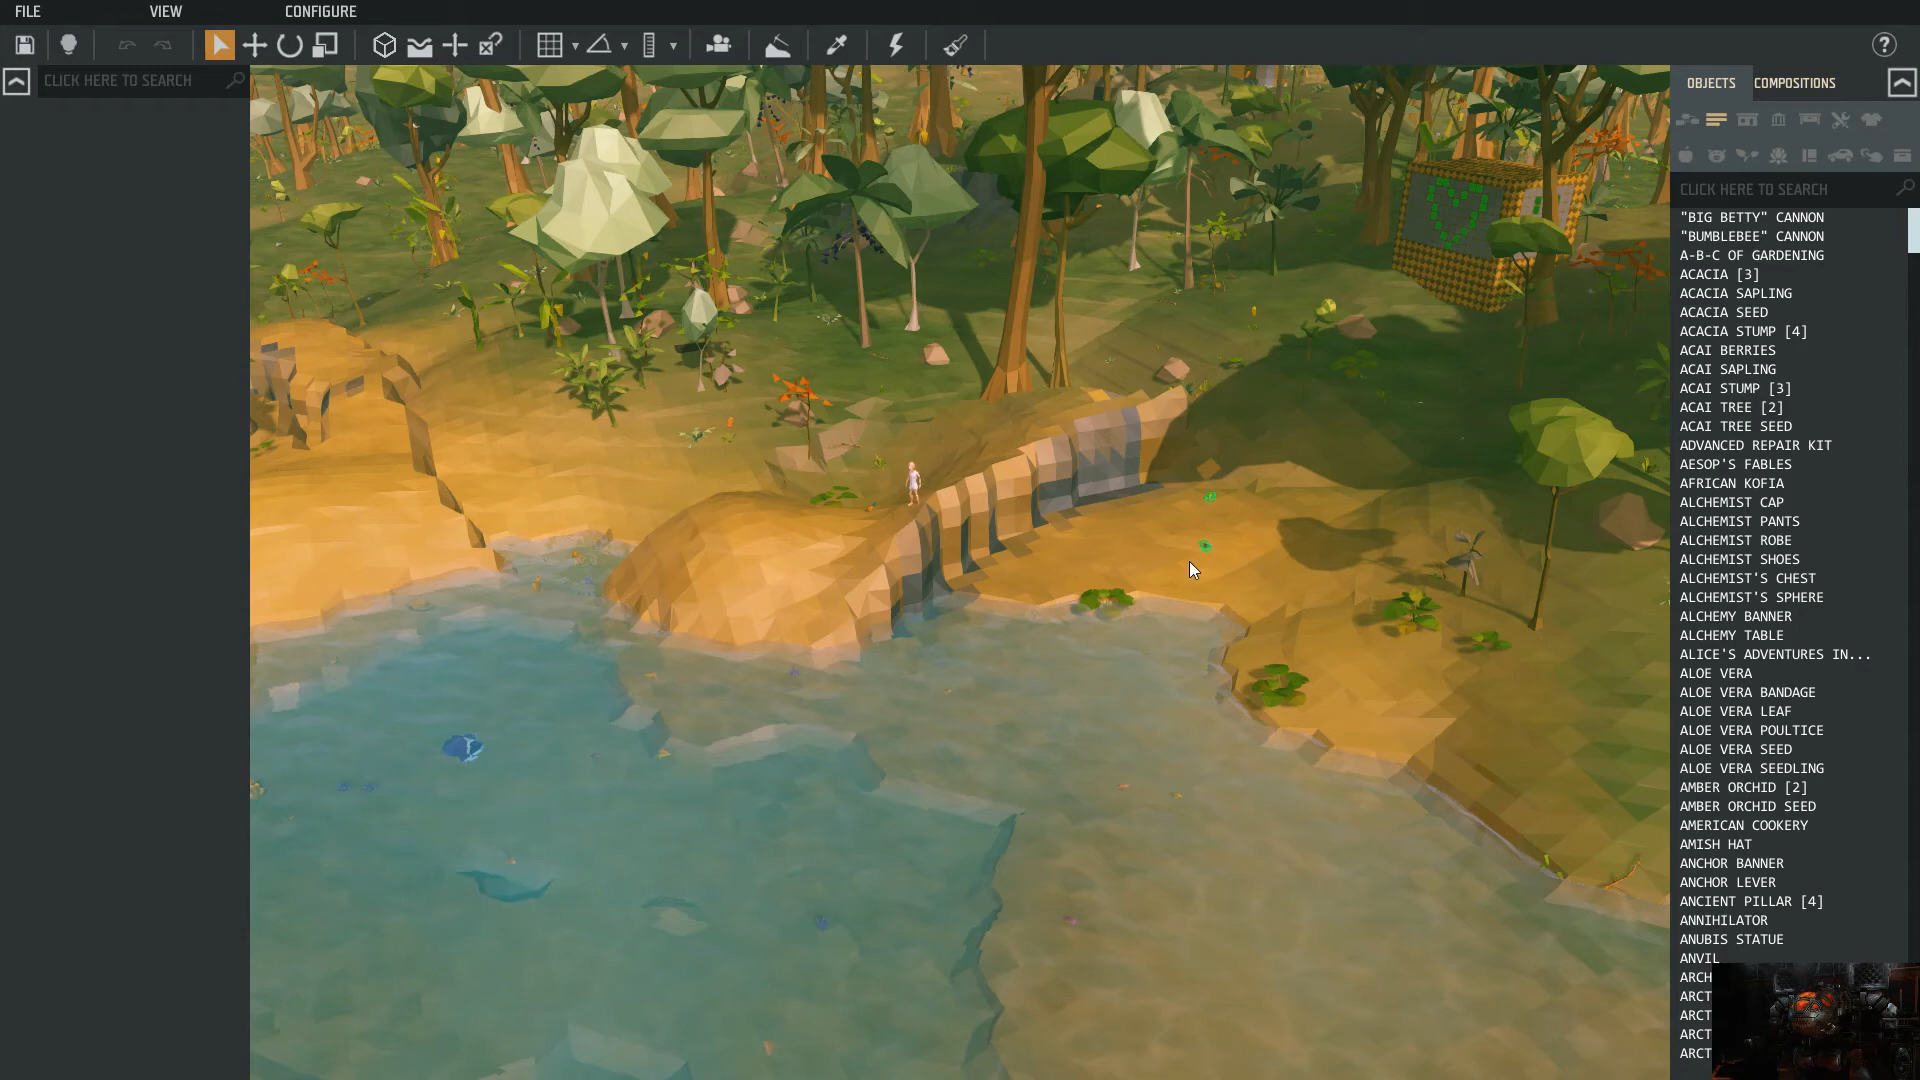 FILE VIEW CONFIGURE
CLICK HERE TO SEARCH
OBJECTS COMPOSITIONS
CLICK HERE TO SEARCH
"BIG BETTY" CANNON
"BUMBLEBEE" CANNON
A-B-C OF GARDENING
ACACIA [3]
ACACIA SAPLING
ACACIA SEED
ACACIA STUMP [4]
ACAI BERRIES
ACAI SAPLING
ACAI STUMP [3]
ACAI TREE [2]
ACAI TREE SEED
ADVANCED REPAIR KIT
AESOP'S FABLES
AFRICAN KOFIA
ALCHEMIST CAP
ALCHEMIST PANTS
ALCHEMIST ROBE
ALCHEMIST SHOES
ALCHEMIST'S CHEST
ALCHEMIST'S SPHERE
ALCHEMY BANNER
ALCHEMY TABLE
ALICE'S ADVENTURES IN...
ALOE VERA
ALOE VERA BANDAGE
ALOE VERA LEAF
ALOE VERA POULTICE
ALOE VERA SEED
ALOE VERA SEEDLING
AMBER ORCHID [2]
AMBER ORCHID SEED
AMERICAN COOKERY
AMISH HAT
ANCHOR BANNER
ANCHOR LEVER
ANCIENT PILLAR [4]
ANNIHILATOR
ANUBIS STATUE
ANVIL
ARCH
ARCT
ARCT
ARCT
ARCT